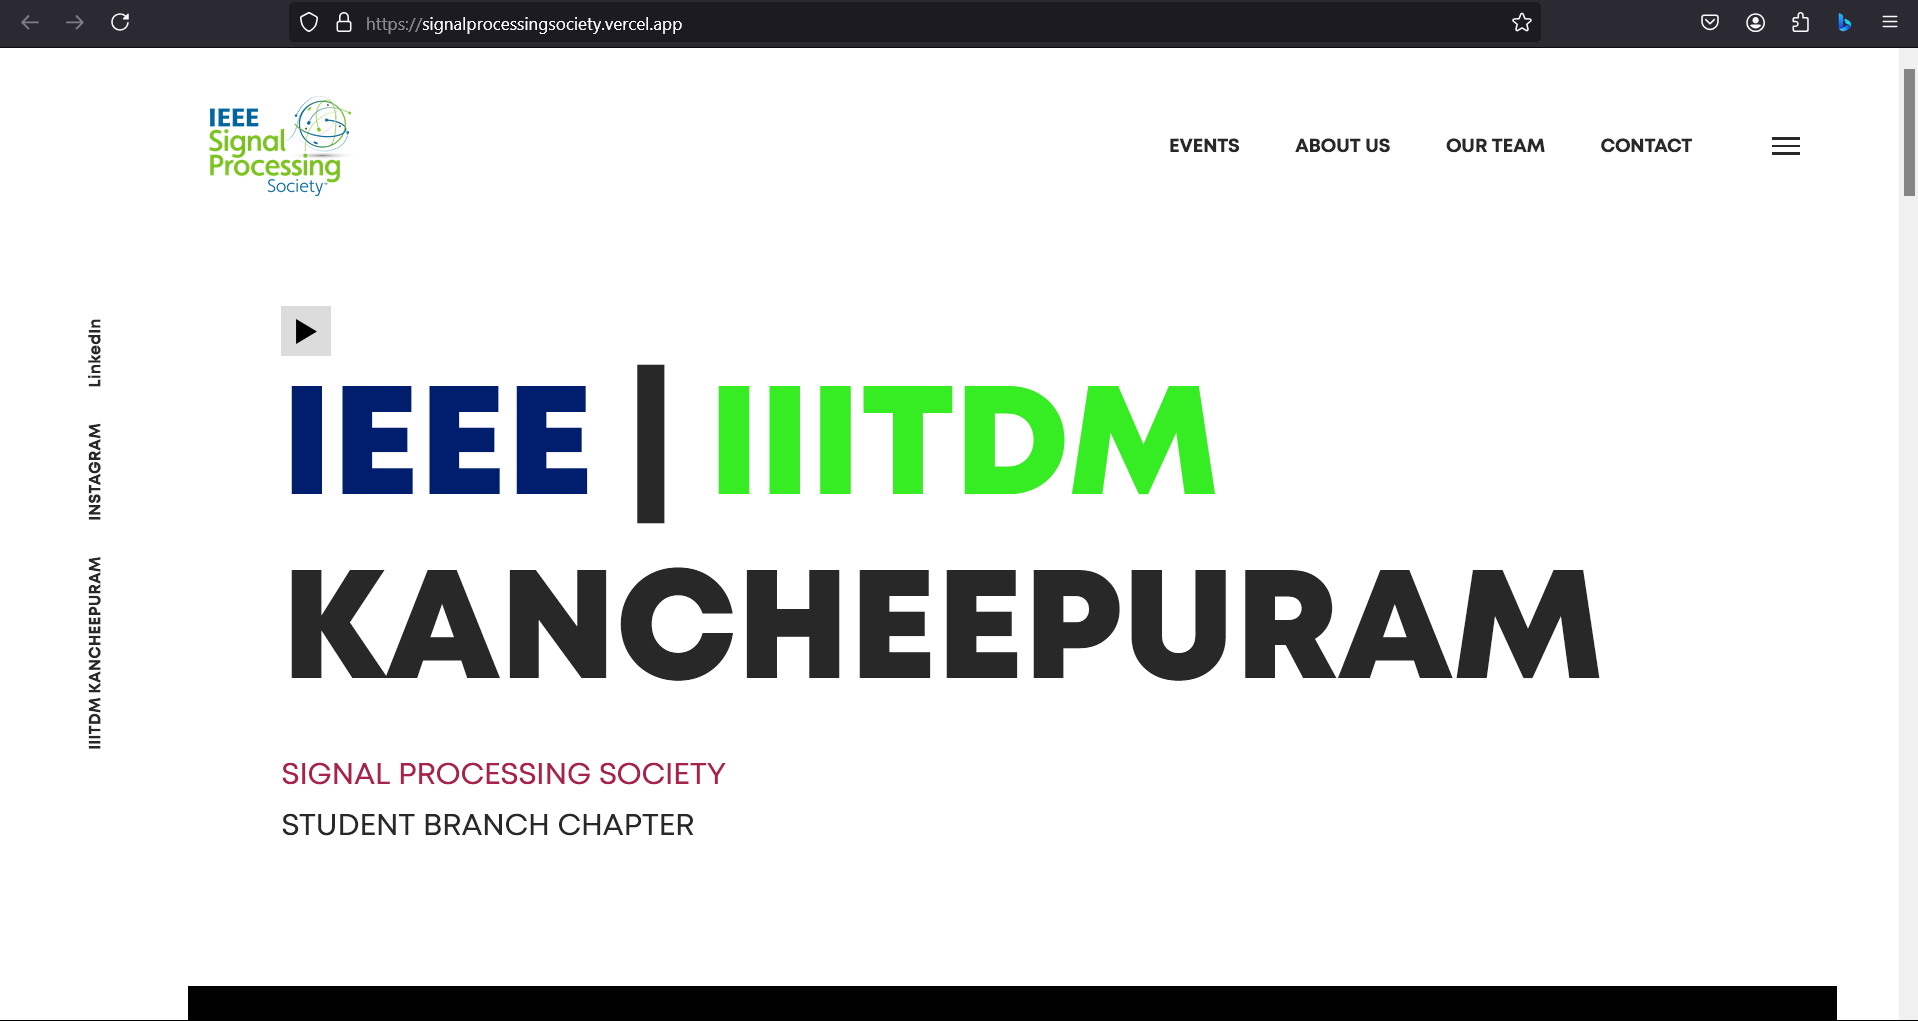 https://signalprocessingsociety.vercel.app
IEEE
Signal
Processing
Society™
EVENTS
ABOUT US
OUR TEAM
CONTACT
LinkedIn
INSTAGRAM
IIITDM KANCHEEPURAM
IEEE | IIITDM
KANCHEEPURAM
SIGNAL PROCESSING SOCIETY
STUDENT BRANCH CHAPTER